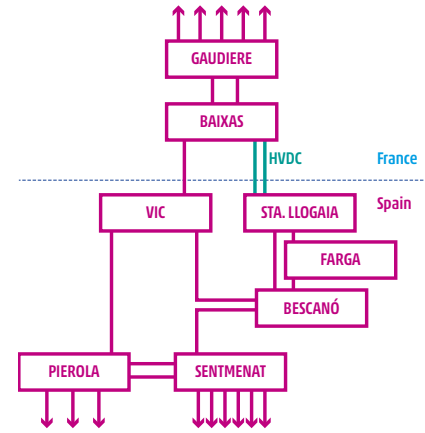 GAUDIERE
BAIXAS
HVDC
France
Spain
VIC
STA. LLOGAIA
FARGA
BESCANÓ
PIEROLA
SENTMENAT